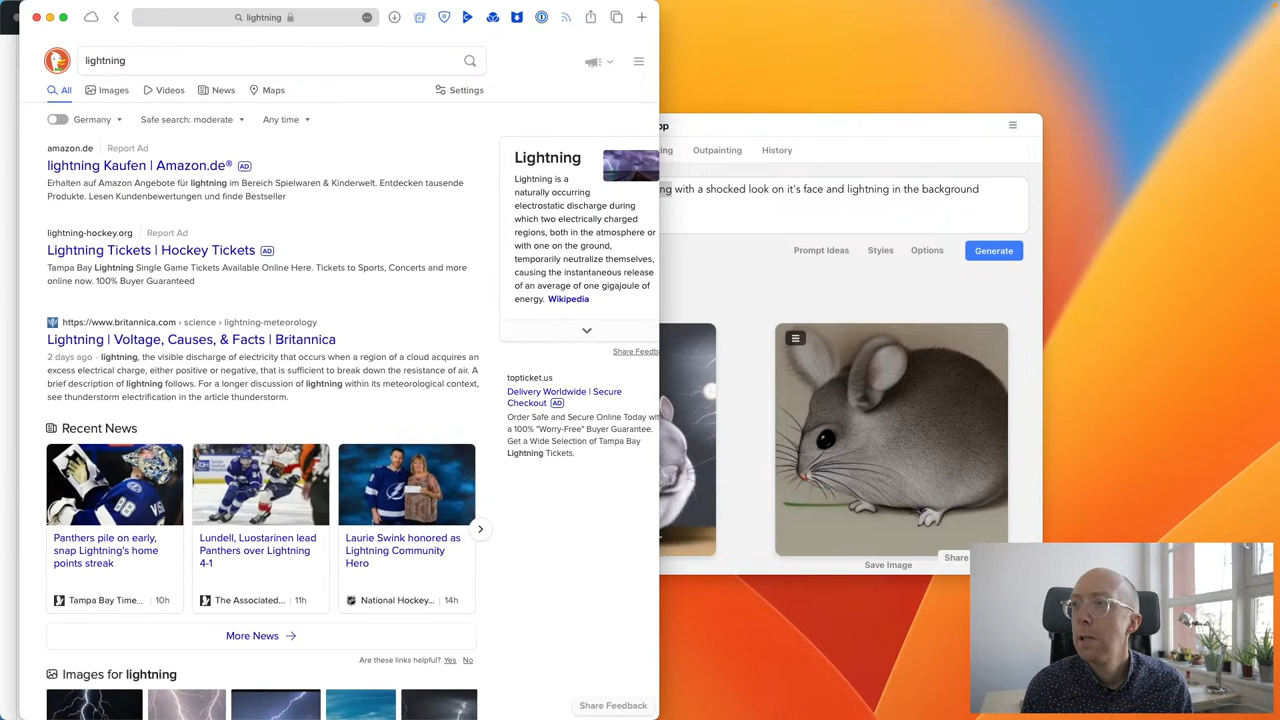 lightning
lightning
All
Images
Videos
News
Maps
Settings
Germany
Safe search: moderate
Any time
amazon.de Report Ad
lightning Kaufen | Amazon.de® AD
Erhalten auf Amazon Angebote für lightning im Bereich Spielwaren & Kinderwelt. Entdecken tausende
Produkte. Lesen Kundenbewertungen und finde Bestseller
lightning-hockey.org Report Ad
Lightning Tickets | Hockey Tickets AD
Tampa Bay Lightning Single Game Tickets Available Online Here. Tickets to Sports, Concerts and more
online now. 100% Buyer Guaranteed
https://www.britannica.com › science › lightning-meteorology
Lightning | Voltage, Causes, & Facts | Britannica
2 days ago · lightning, the visible discharge of electricity that occurs when a region of a cloud acquires an
excess electrical charge, either positive or negative, that is sufficient to break down the resistance of air.
A brief description of lightning follows. For a longer discussion of lightning within its meteorological context,
see thunderstorm electrification in the article thunderstorm.
Recent News
88
Panthers pile on early,
snap Lightning's home
points streak
Tampa Bay Time... 10h
Lundell, Luostarinen lead
Panthers over Lightning
4-1
The Associated... 11h
Laurie Swink honored as
Lightning Community
Hero
National Hockey... 14h
More News
Are these links helpful? Yes No
Images for lightning
Lightning
Lightning is a
naturally occurring
electrostatic discharge during
which two electrically charged
regions, both in the atmosphere or
with one on the ground,
temporarily neutralize themselves,
causing the instantaneous release
of an average of one gigajoule of
energy. Wikipedia
Share Feedb
topticket.us
Delivery Worldwide | Secure
Checkout AD
Order Safe and Secure Online Today wit
a 100% "Worry-Free" Buyer Guarantee.
Get a Wide Selection of Tampa Bay
Lightning Tickets.
Share Feedback
pp
ing
Outpainting
History
ng with a shocked look on it's face and lightning in the background
Prompt Ideas
Styles
Options
Generate
Share
Save Image